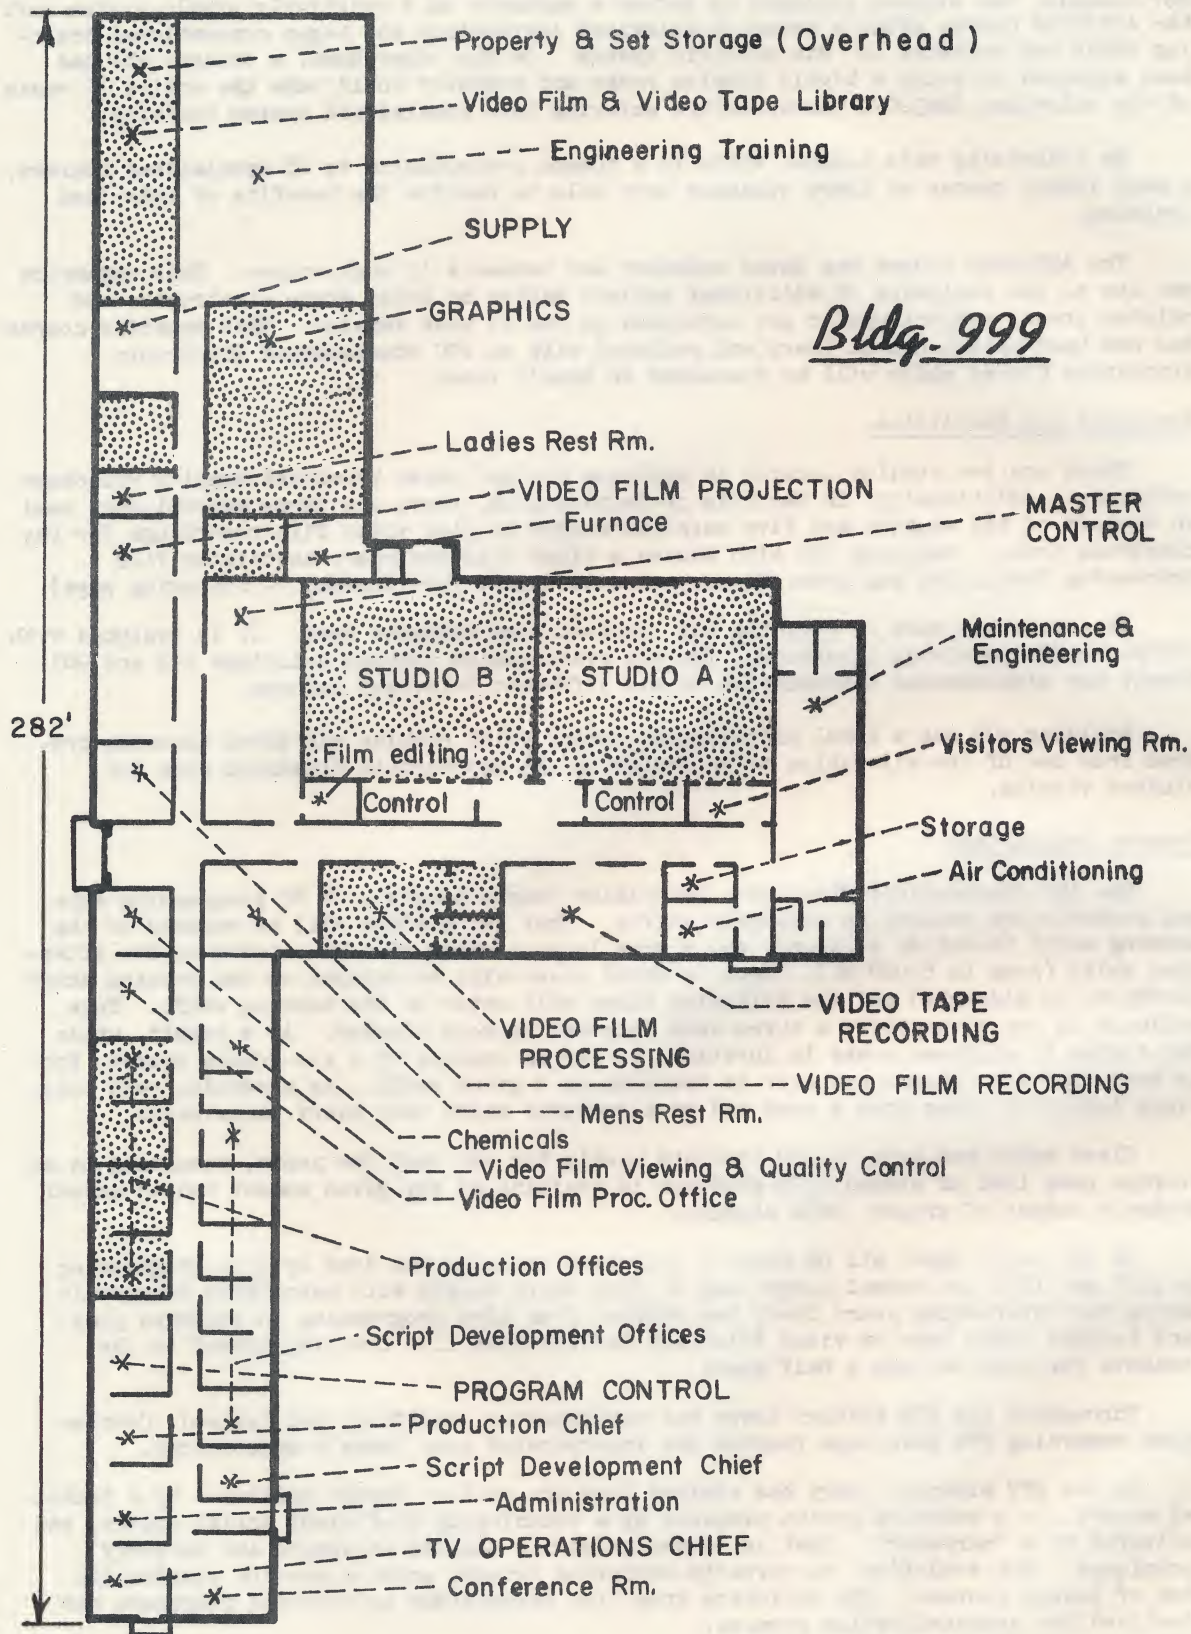 Property & Set Storage (Overhead)
Video Film & Video Tape Library
Engineering Training
SUPPLY
GRAPHICS
Bldg. 999
Ladies Rest Rm.
VIDEO FILM PROJECTION
Furnace
MASTER
CONTROL
STUDIO B
STUDIO A
Maintenance &
Engineering
282'
Visitors Viewing Rm.
Film editing
Control
Control
Storage
Air Conditioning
VIDEO TAPE
RECORDING
VIDEO FILM
PROCESSING
VIDEO FILM RECORDING
Mens Rest Rm.
Chemicals
Video Film Viewing & Quality Control
Video Film Proc. Office
Production Offices
Script Development Offices
PROGRAM CONTROL
Production Chief
Script Development Chief
Administration
TV OPERATIONS CHIEF
Conference Rm.